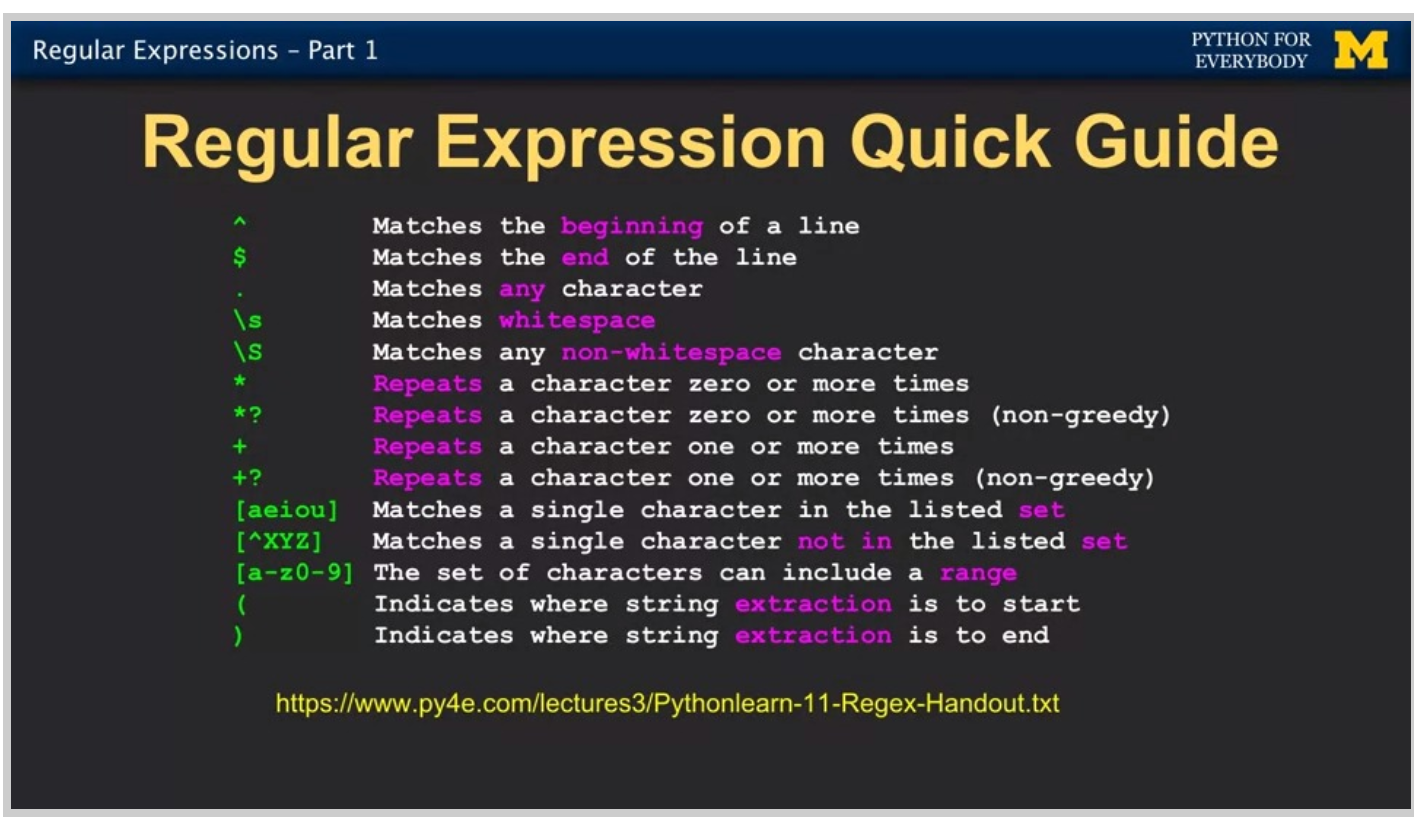 Regular Expressions – Part 1
PYTHON FOR
EVERYBODY
M
Regular Expression Quick Guide
^ Matches the beginning of a line
$ Matches the end of the line
. Matches any character
\s Matches whitespace
\S Matches any non-whitespace character
* Repeats a character zero or more times
*? Repeats a character zero or more times (non-greedy)
+ Repeats a character one or more times
+? Repeats a character one or more times (non-greedy)
[aeiou] Matches a single character in the listed set
[^XYZ] Matches a single character not in the listed set
[a-z0-9] The set of characters can include a range
( Indicates where string extraction is to start
) Indicates where string extraction is to end
https://www.py4e.com/lectures3/Pythonlearn-11-Regex-Handout.txt